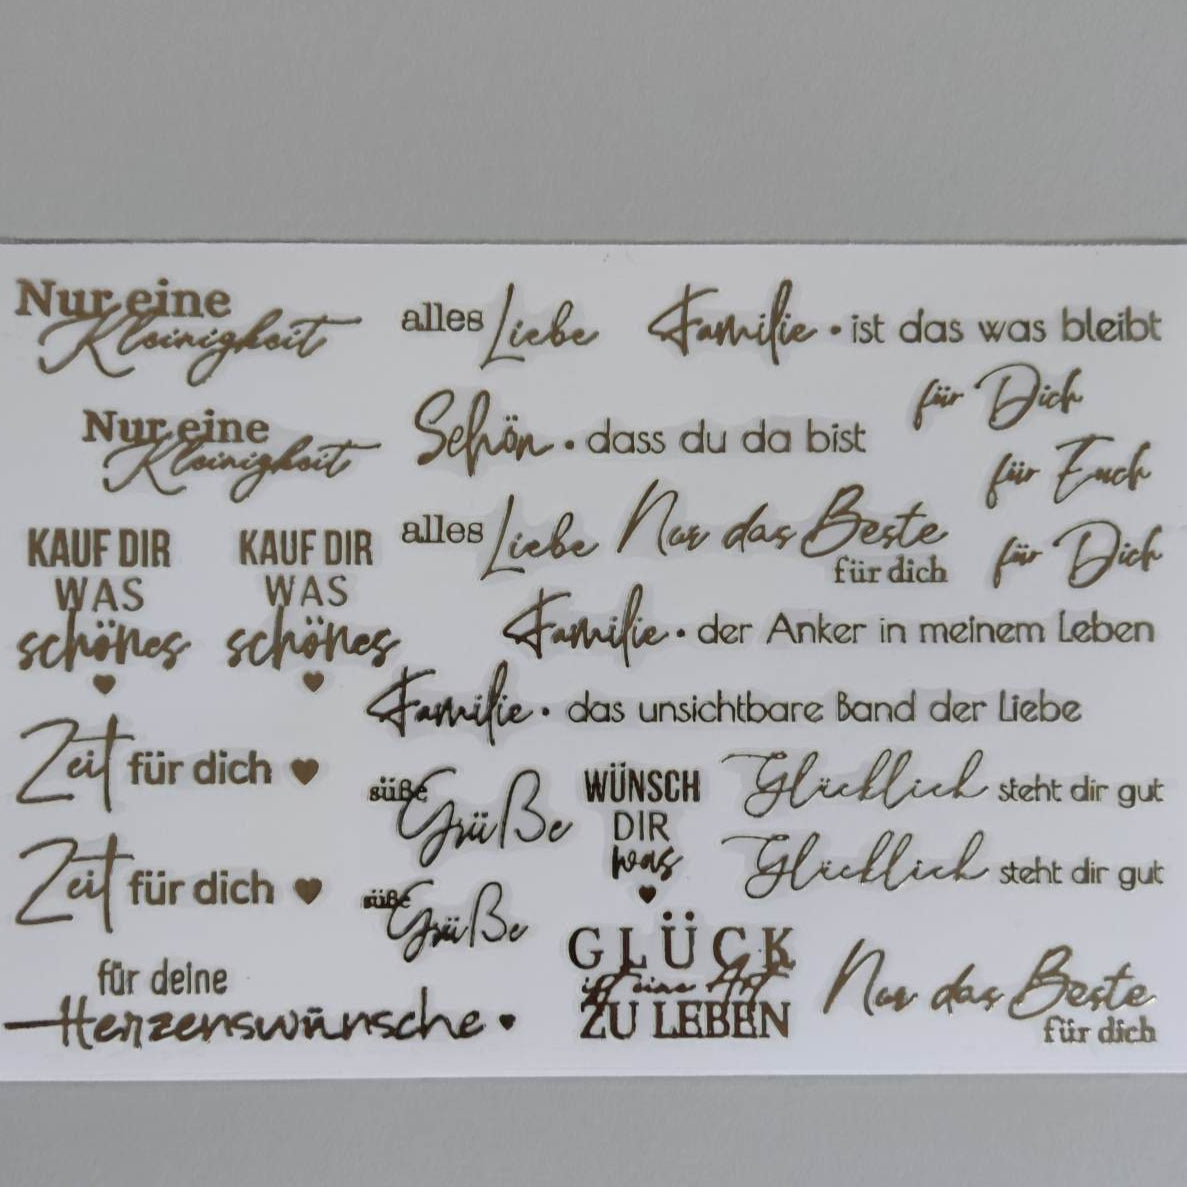 Nur eine
Kleinigkeit
alles Liebe
Familie • ist das was bleibt
für Dich
Nur eine
Kleinigkeit
Schön • dass du da bist
für Euch
KAUF DIR
WAS
schönes
KAUF DIR
WAS
schönes
alles Liebe
Nur das Beste
für dich
für Dich
Familie • der Anker in meinem Leben
Familie • das unsichtbare Band der Liebe
Zeit für dich
süße
Grüße
WÜNSCH
DIR
was
Glücklich steht dir gut
Glücklich steht dir gut
Zeit für dich
süße
Grüße
GLÜCK
ist eine Art
ZU LEBEN
für deine
Herzenswünsche
Nur das Beste
für dich